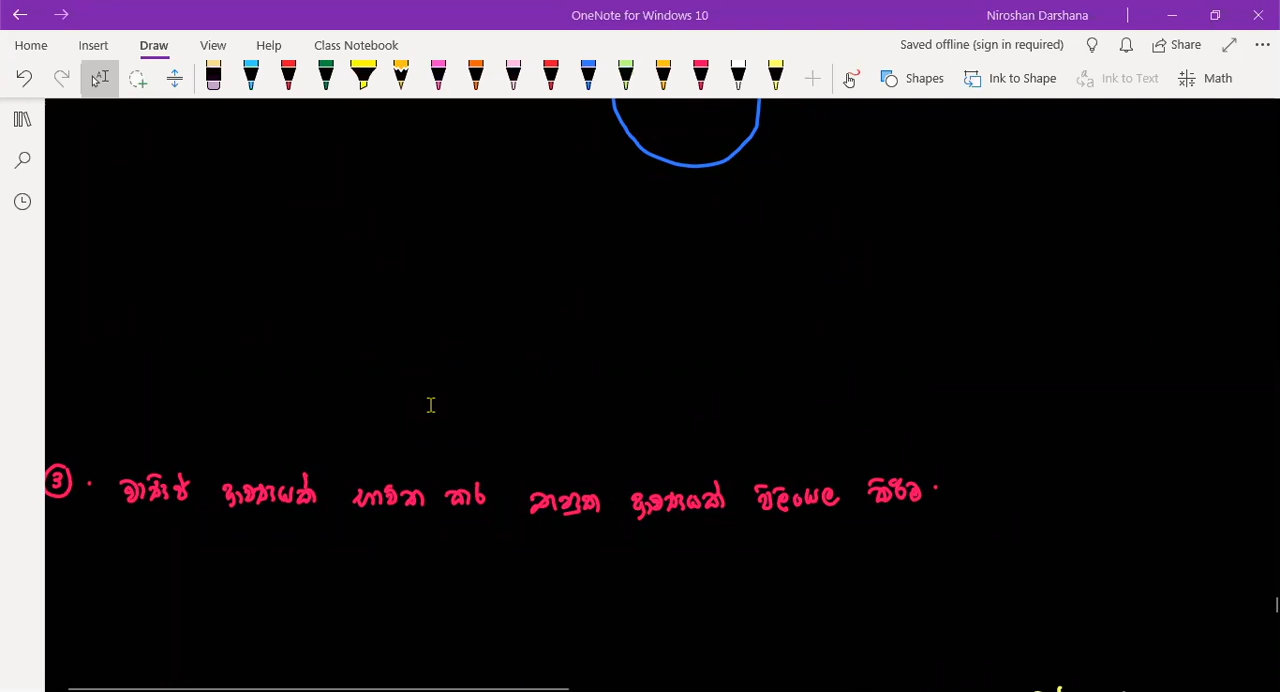 OneNote for Windows 10
Niroshan Darshana
Home Insert Draw View Help Class Notebook
Saved offline (sign in required) Share
Shapes Ink to Shape Ink to Text Math
3. භාවිත කර තනුක ද්‍රාවණයක් පිළියෙල කිරීම.